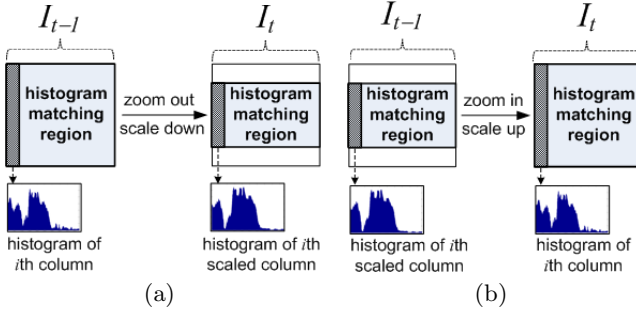 I_{t-1}
I_t
I_{t-1}
I_t
histogram
matching
region
zoom out
scale down
histogram
matching
region
histogram
matching
region
zoom in
scale up
histogram
matching
region
histogram of
ith column
histogram of ith
scaled column
histogram of ith
scaled column
histogram of
ith column
(a)
(b)